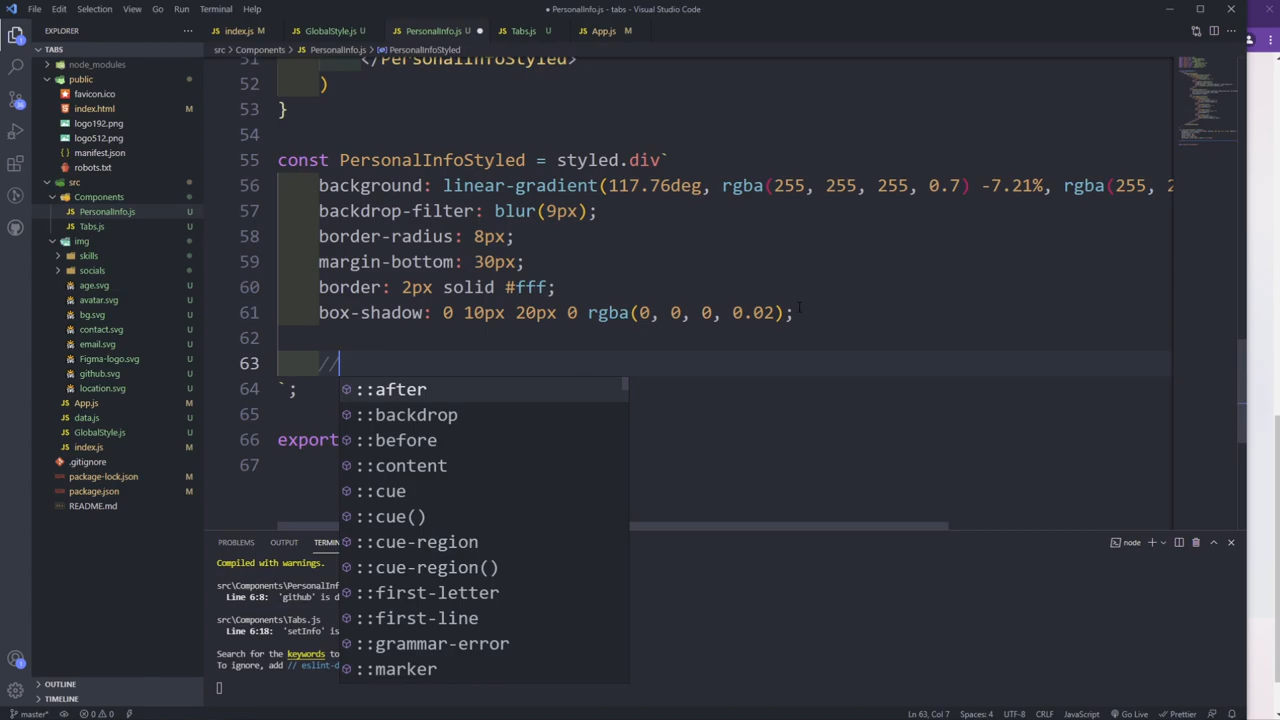 File Edit Selection View Go Run Terminal Help
● PersonalInfo.js - tabs - Visual Studio Code
EXPLORER
index.js M
GlobalStyle.js U
PersonalInfo.js U
Tabs.js U
App.js M
src > Components > PersonalInfo.js > PersonalInfoStyled
TABS
node_modules
public
favicon.ico
index.html M
logo192.png
logo512.png
manifest.json M
robots.txt
src
Components
PersonalInfo.js U
Tabs.js U
img
skills
socials
age.svg U
avatar.svg U
bg.svg U
contact.svg U
email.svg U
Figma-logo.svg U
github.svg U
location.svg U
App.js M
data.js U
GlobalStyle.js U
index.js M
.gitignore
package-lock.json M
package.json M
README.md
OUTLINE
TIMELINE
51 </PersonalInfoStyled>
52 )
53 }
54
55 const PersonalInfoStyled = styled.div`
56 background: linear-gradient(117.76deg, rgba(255, 255, 255, 0.7) -7.21%, rgba(255, 2
57 backdrop-filter: blur(9px);
58 border-radius: 8px;
59 margin-bottom: 30px;
60 border: 2px solid #fff;
61 box-shadow: 0 10px 20px 0 rgba(0, 0, 0, 0.02);
62
63 //
64 `;
65
66 export
67
::after
::backdrop
::before
::content
::cue
::cue()
::cue-region
::cue-region()
::first-letter
::first-line
::grammar-error
::marker
PROBLEMS OUTPUT TERMIN
node
Compiled with warnings.
src\Components\PersonalInf
Line 6:8: 'github' is d
src\Components\Tabs.js
Line 6:18: 'setInfo' is
Search for the keywords to
To ignore, add // eslint-d
master* 0 0 Ln 63, Col 7 Spaces: 4 UTF-8 CRLF JavaScript Go Live Prettier